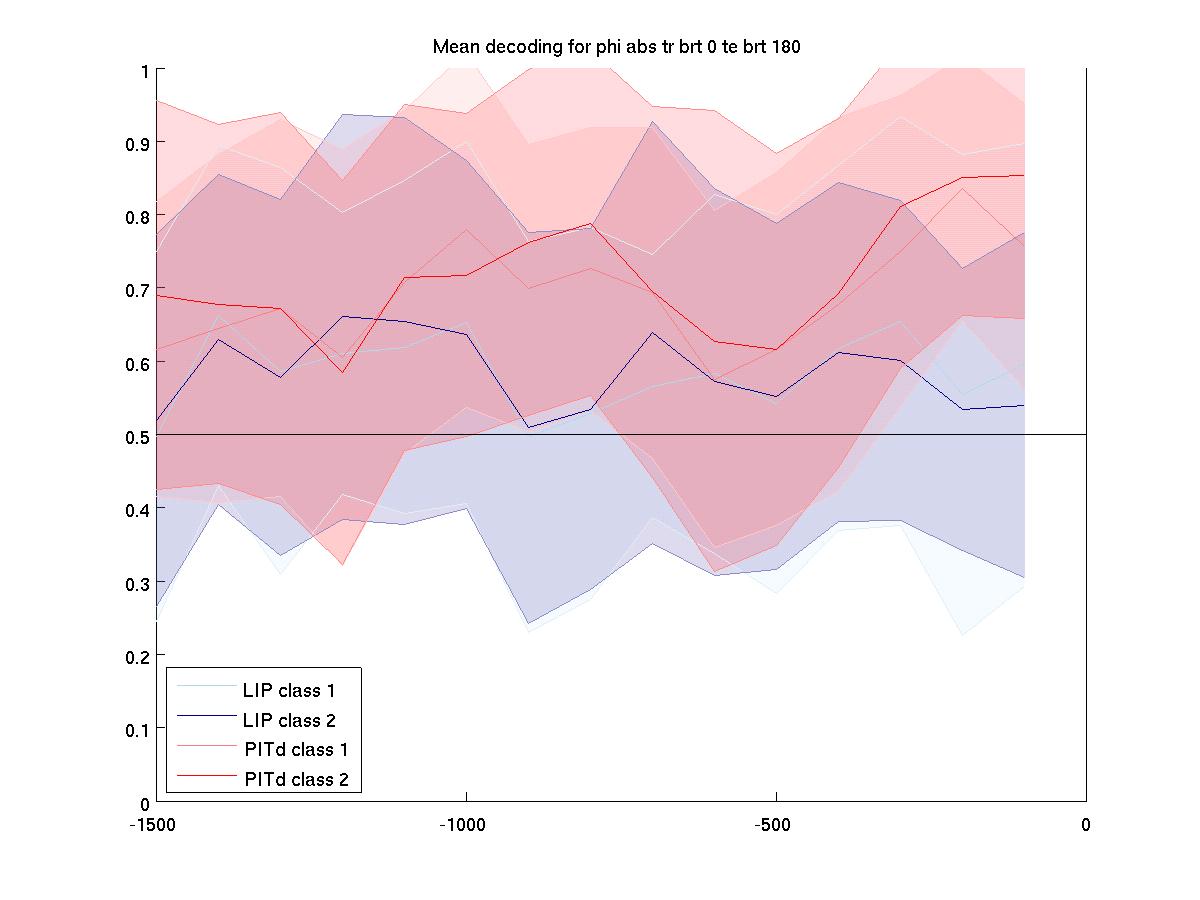 Mean decoding for phi abs tr brt 0 te brt 180
1
0.9
0.8
0.7
0.6
0.5
0.4
0.3
0.2
0.1
0
LIP class 1
LIP class 2
PITd class 1
PITd class 2
-1500 -1000 -500 0